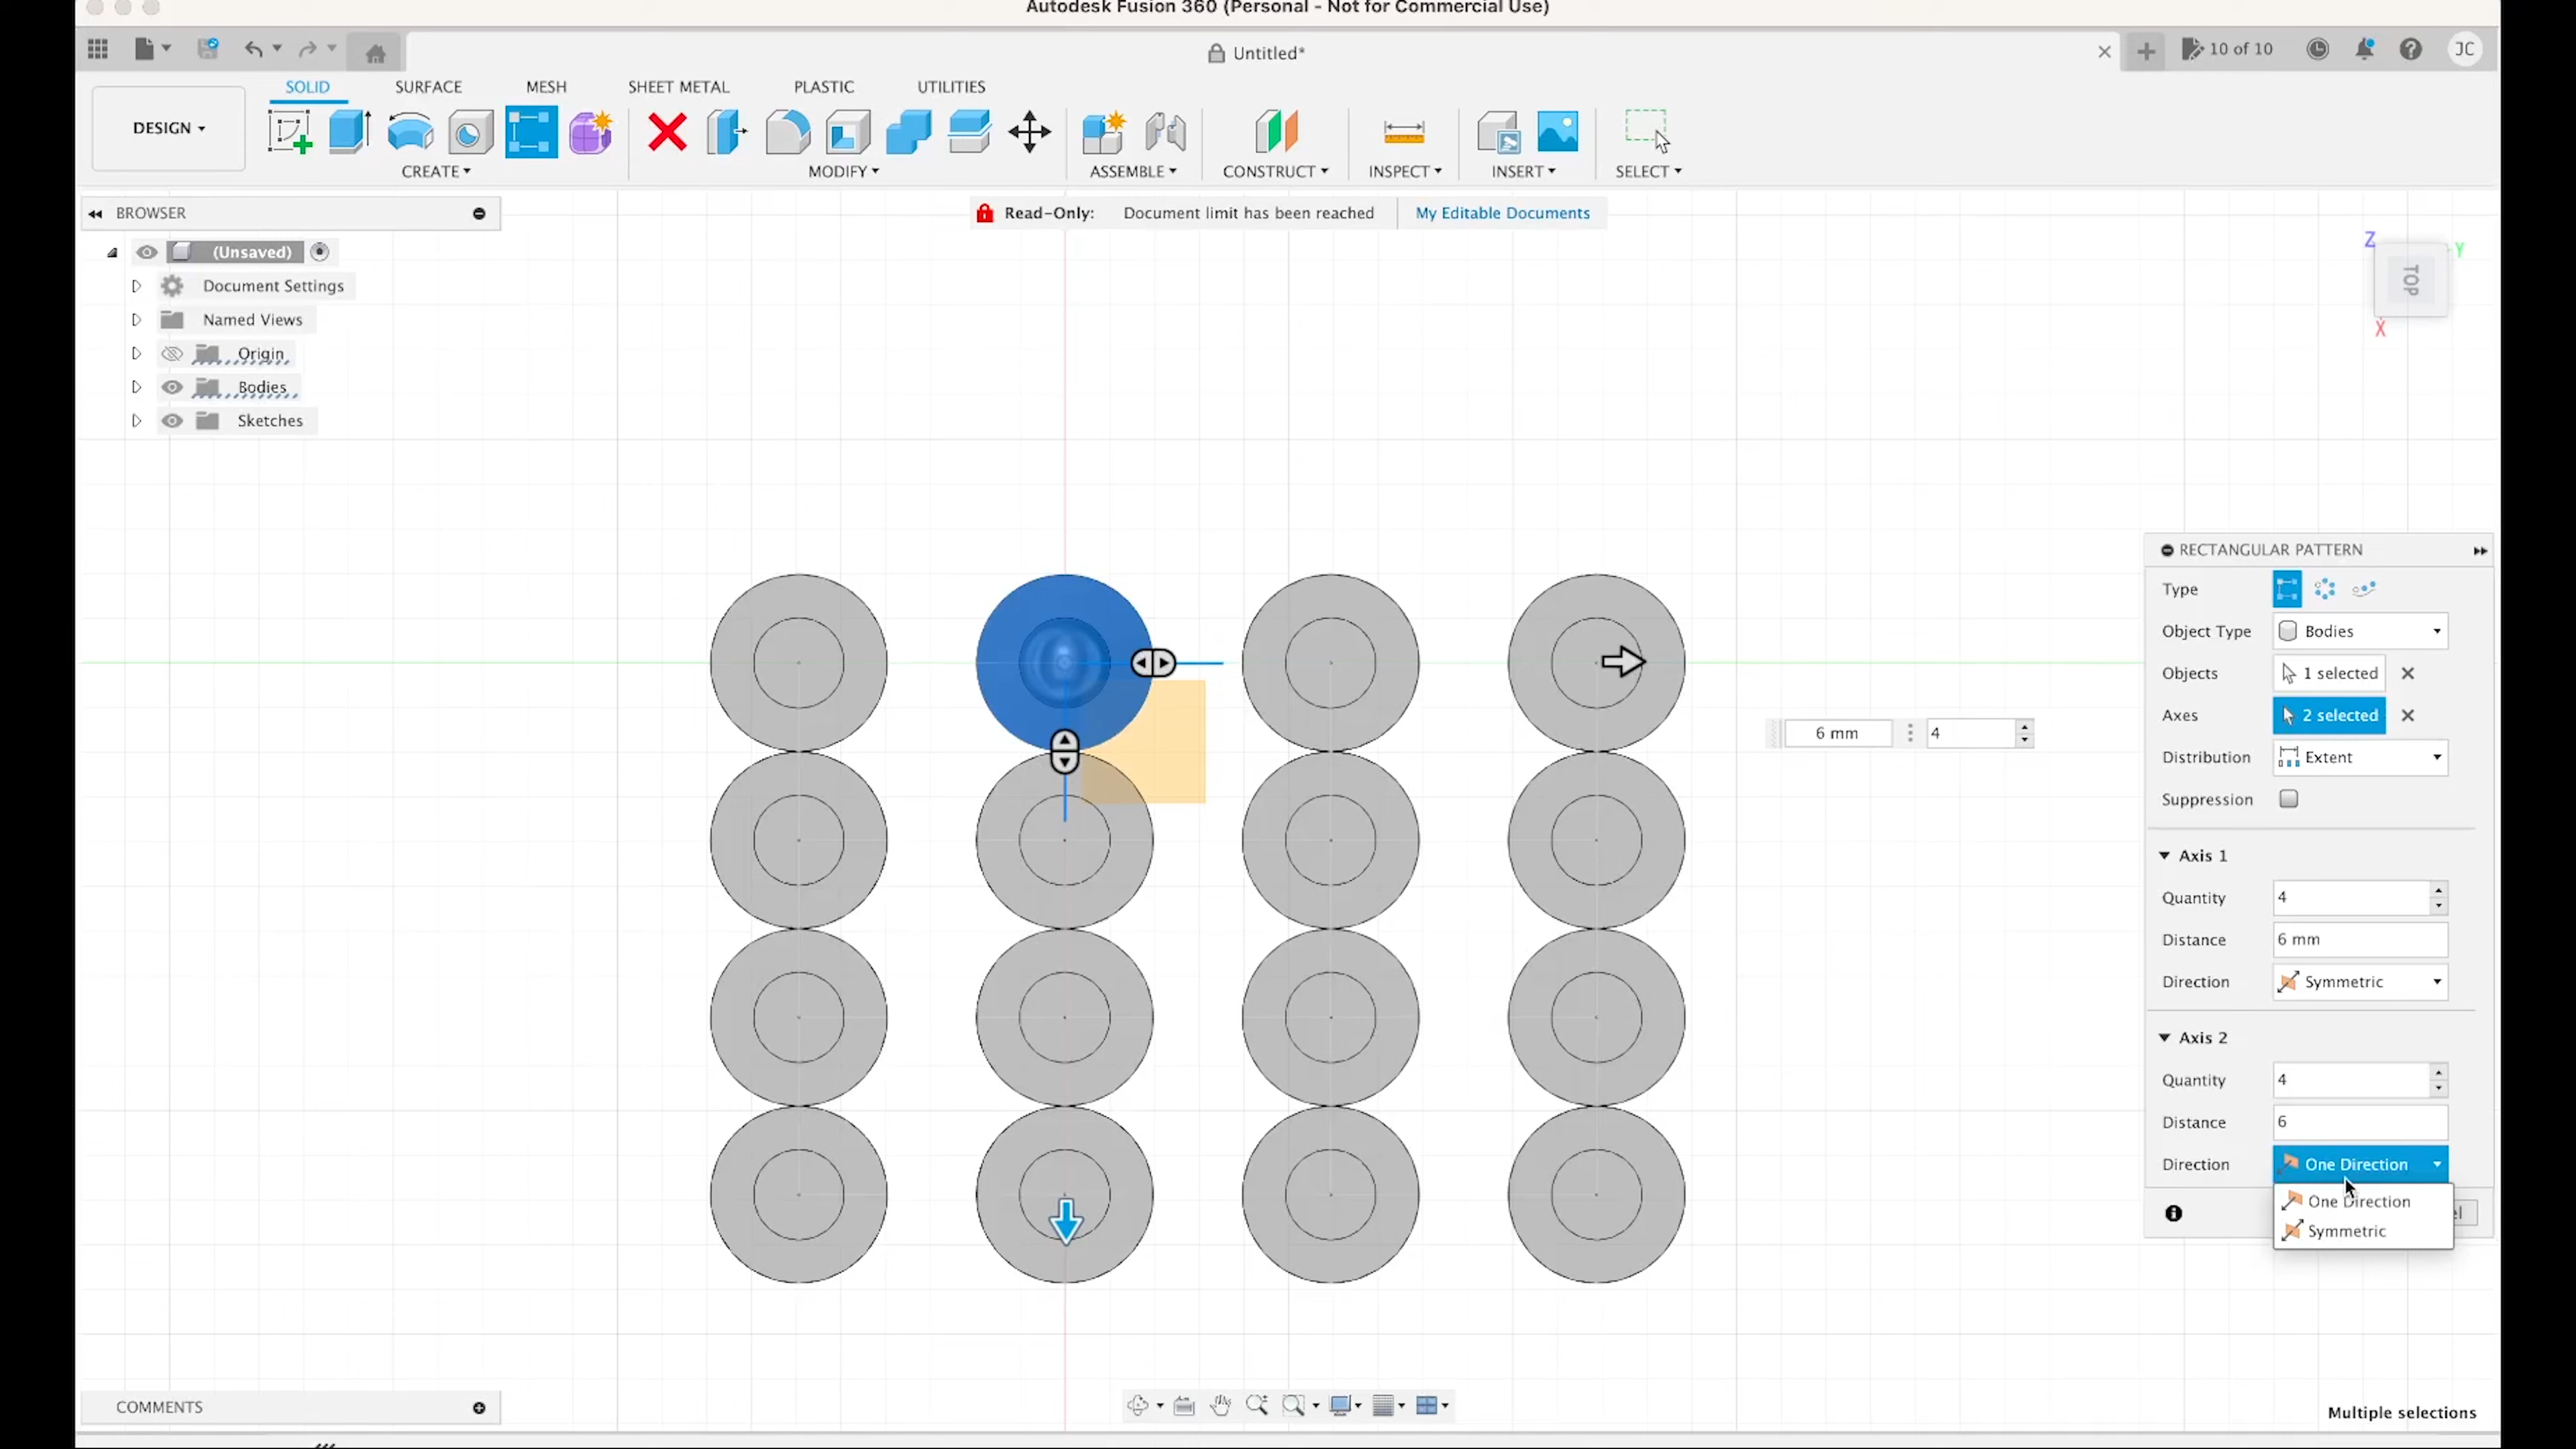 Autodesk Fusion 360 (Personal - Not for Commercial Use)
Untitled*
10 of 10
JC
DESIGN
SOLID
SURFACE
MESH
SHEET METAL
PLASTIC
UTILITIES
CREATE
MODIFY
ASSEMBLE
CONSTRUCT
INSPECT
INSERT
SELECT
BROWSER
Read-Only: Document limit has been reached My Editable Documents
(Unsaved)
Document Settings
Named Views
Origin
Bodies
Sketches
Z
Y
TOP
X
6 mm
4
RECTANGULAR PATTERN
Type
Object Type Bodies
Objects 1 selected
Axes 2 selected
Distribution Extent
Suppression
Axis 1
Quantity 4
Distance 6 mm
Direction Symmetric
Axis 2
Quantity 4
Distance 6
Direction One Direction
One Direction
Symmetric
COMMENTS
Multiple selections